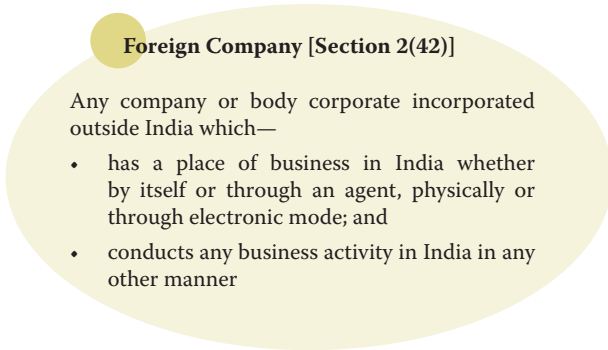 Foreign Company [Section 2(42)]
Any company or body corporate incorporated
outside India which—
• has a place of business in India whether
by itself or through an agent, physically or
through electronic mode; and
• conducts any business activity in India in any
other manner